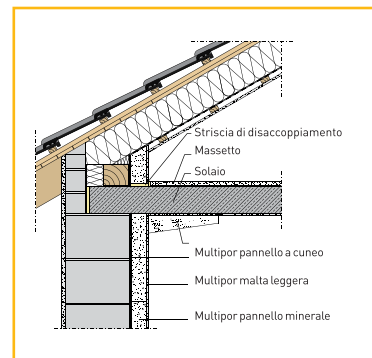 Striscia di disaccoppiamento
Massetto
Solaio
Multipor pannello a cuneo
Multipor malta leggera
Multipor pannello minerale